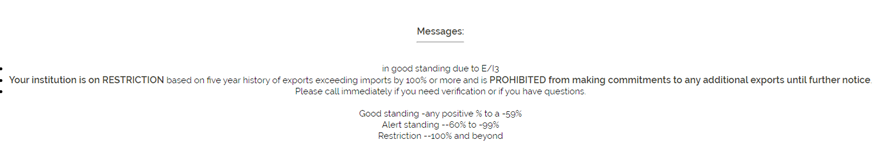 Messages:
in good standing due to E/I3
Your institution is on RESTRICTION based on five year history of exports exceeding imports by 100% or more and is PROHIBITED from making commitments to any additional exports until further notice.
Please call immediately if you need verification or if you have questions.
Good standing -any positive % to a -59%
Alert standing --60% to -99%
Restriction --100% and beyond